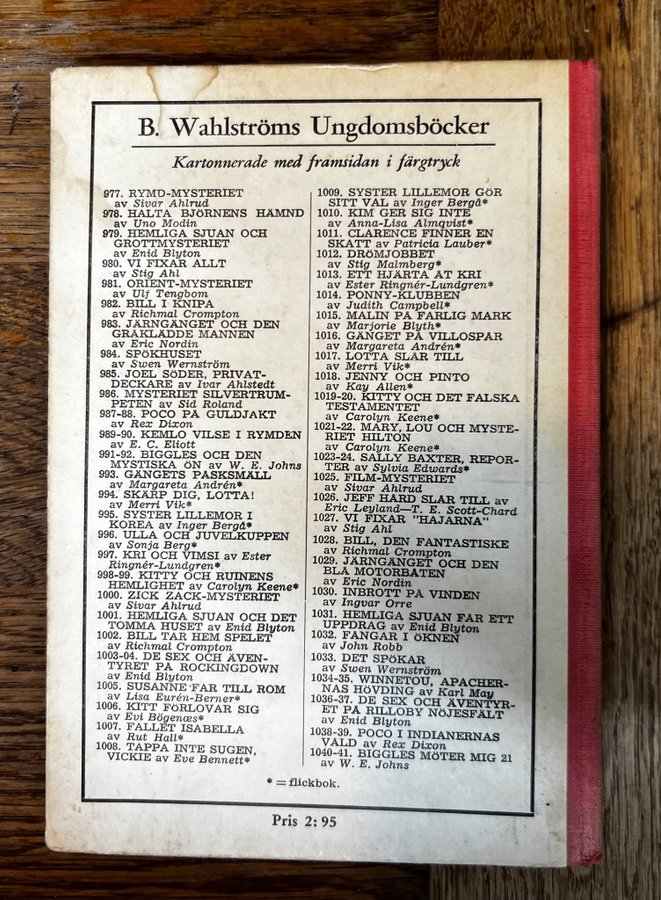 B. Wahlströms Ungdomsböcker
Kartonnerade med framsidan i färgtryck
977. RYMD-MYSTERIET
av Sivar Ahlrud
978. HALTA BJÖRNENS HÄMND
av Uno Modin
979. HEMLIGA SJUAN OCH
GROTTMYSTERIET
av Enid Blyton
980. VI FIXAR ALLT
av Stig Ahl
981. ORIENT-MYSTERIET
av Ulf Tengbom
982. BILL I KNIPA
av Richmal Crompton
983. JÄRNGÄNGET OCH DEN
GRÅKLÄDDE MANNEN
av Eric Nordin
984. SPÖKHUSET
av Swen Wernström
985. JOEL SÖDER, PRIVAT-
DECKARE av Ivar Ahlstedt
986. MYSTERIET SILVERTRUM-
PETEN av Sid Roland
987-88. POCO PÅ GULDJAKT
av Rex Dixon
989-90. KEMLO VILSE I RYMDEN
av E. C. Eliott
991-92. BIGGLES OCH DEN
MYSTISKA ÖN av W. E. Johns
993. GÄNGETS PÅSKSMÄLL
av Margareta Andrén*
994. SKÄRP DIG, LOTTA!
av Merri Vik*
995. SYSTER LILLEMOR I
KOREA av Inger Bergå*
996. ULLA OCH JUVELKUPPEN
av Sonja Berg*
997. KRI OCH VIMSI av Ester
Ringnér-Lundgren*
998-99. KITTY OCH RUINENS
HEMLIGHET av Carolyn Keene*
1000. ZICK ZACK-MYSTERIET
av Sivar Ahlrud
1001. HEMLIGA SJUAN OCH DET
TOMMA HUSET av Enid Blyton
1002. BILL TAR HEM SPELET
av Richmal Crompton
1003-04. DE SEX OCH ÄVEN-
TYRET PÅ ROCKINGDOWN
av Enid Blyton
1005. SUSANNE FAR TILL ROM
av Lisa Eurén-Berner*
1006. KITT FÖRLOVAR SIG
av Evi Bögenæs*
1007. FALLET ISABELLA
av Rut Hall*
1008. TAPPA INTE SUGEN,
VICKIE av Eve Bennett*
1009. SYSTER LILLEMOR GÖR
SITT VAL av Inger Bergå*
1010. KIM GER SIG INTE
av Anna-Lisa Almqvist*
1011. CLARENCE FINNER EN
SKATT av Patricia Lauber*
1012. DRÖMJOBBET
av Stig Malmberg*
1013. ETT HJÄRTA ÅT KRI
av Ester Ringnér-Lundgren*
1014. PONNY-KLUBBEN
av Judith Campbell*
1015. MALIN PÅ FARLIG MARK
av Marjorie Blyth*
1016. GÄNGET PÅ VILLOSPÅR
av Margareta Andrén*
1017. LOTTA SLÅR TILL
av Merri Vik*
1018. JENNY OCH PINTO
av Kay Allen*
1019-20. KITTY OCH DET FALSKA
TESTAMENTET
av Carolyn Keene*
1021-22. MARY, LOU OCH MYSTE-
RIET HILTON
av Carolyn Keene*
1023-24. SALLY BAXTER, REPOR-
TER av Sylvia Edwards*
1025. FILM-MYSTERIET
av Sivar Ahlrud
1026. JEFF HÅRD SLÅR TILL av
Eric Leyland—T. E. Scott-Chard
1027. VI FIXAR "HAJARNA"
av Stig Ahl
1028. BILL, DEN FANTASTISKE
av Richmal Crompton
1029. JÄRNGÄNGET OCH DEN
BLÅ MOTORBÅTEN
av Eric Nordin
1030. INBROTT PÅ VINDEN
av Ingvar Orre
1031. HEMLIGA SJUAN FÅR ETT
UPPDRAG av Enid Blyton
1032. FÅNGAR I ÖKNEN
av John Robb
1033. DET SPÖKAR
av Swen Wernström
1034-35. WINNETOU, APACHER-
NAS HÖVDING av Karl May
1036-37. DE SEX OCH ÄVENTYR-
ET PÅ RILLOBY NÖJESFÄLT
av Enid Blyton
1038-39. POCO I INDIANERNAS
VÅLD av Rex Dixon
1040-41. BIGGLES MÖTER MIG 21
av W. E. Johns
* = flickbok.
Pris 2:95